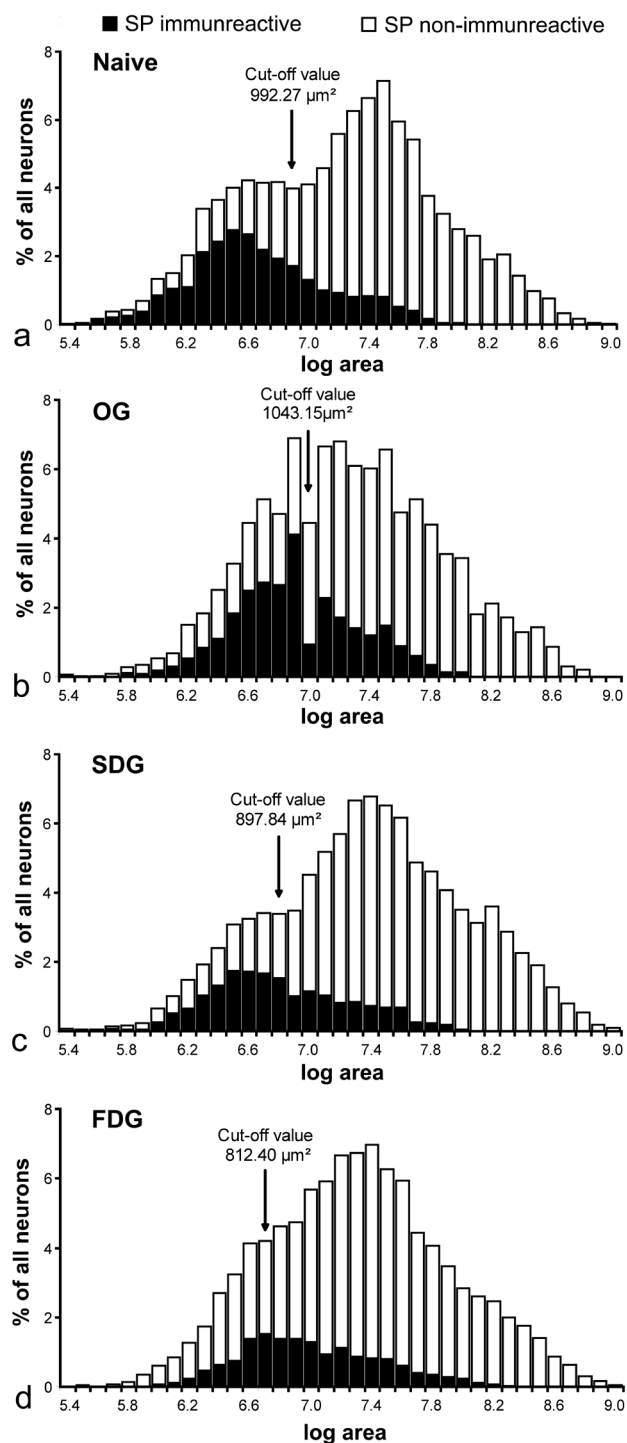 SP immunreactive SP non-immunreactive
8
Naive
Cut-off value
992.27 µm²
6
4
2
0
% of all neurons
5.4 5.8 6.2 6.6 7.0 7.4 7.8 8.2 8.6 9.0
a
log area
8
OG
Cut-off value
1043.15µm²
6
4
2
0
% of all neurons
5.4 5.8 6.2 6.6 7.0 7.4 7.8 8.2 8.6 9.0
b
log area
8
SDG
Cut-off value
897.84 µm²
6
4
2
0
% of all neurons
5.4 5.8 6.2 6.6 7.0 7.4 7.8 8.2 8.6 9.0
c
log area
8
FDG
Cut-off value
812.40 µm²
6
4
2
0
% of all neurons
5.4 5.8 6.2 6.6 7.0 7.4 7.8 8.2 8.6 9.0
d
log area